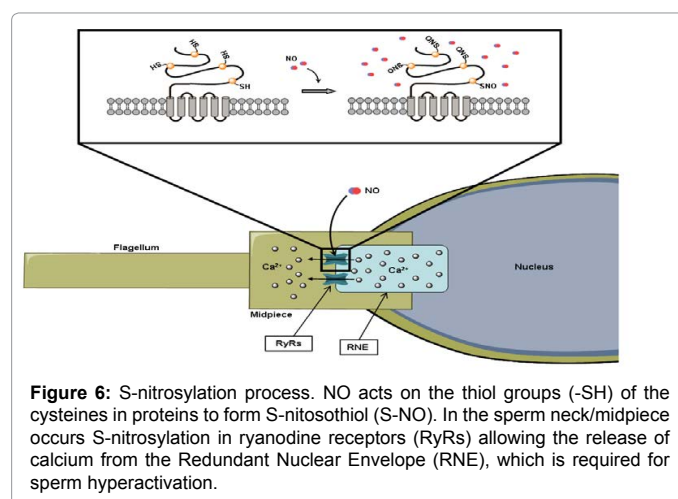 HS
HS
HS
SH
NO
ONS
ONS
ONS
SNO
NO
Flagellum
Ca²⁺
Ca²⁺
Nucleus
Midpiece
RyRs
RNE
Figure 6: S-nitrosylation process. NO acts on the thiol groups (-SH) of the
cysteines in proteins to form S-nitosothiol (S-NO). In the sperm neck/midpiece
occurs S-nitrosylation in ryanodine receptors (RyRs) allowing the release of
calcium from the Redundant Nuclear Envelope (RNE), which is required for
sperm hyperactivation.